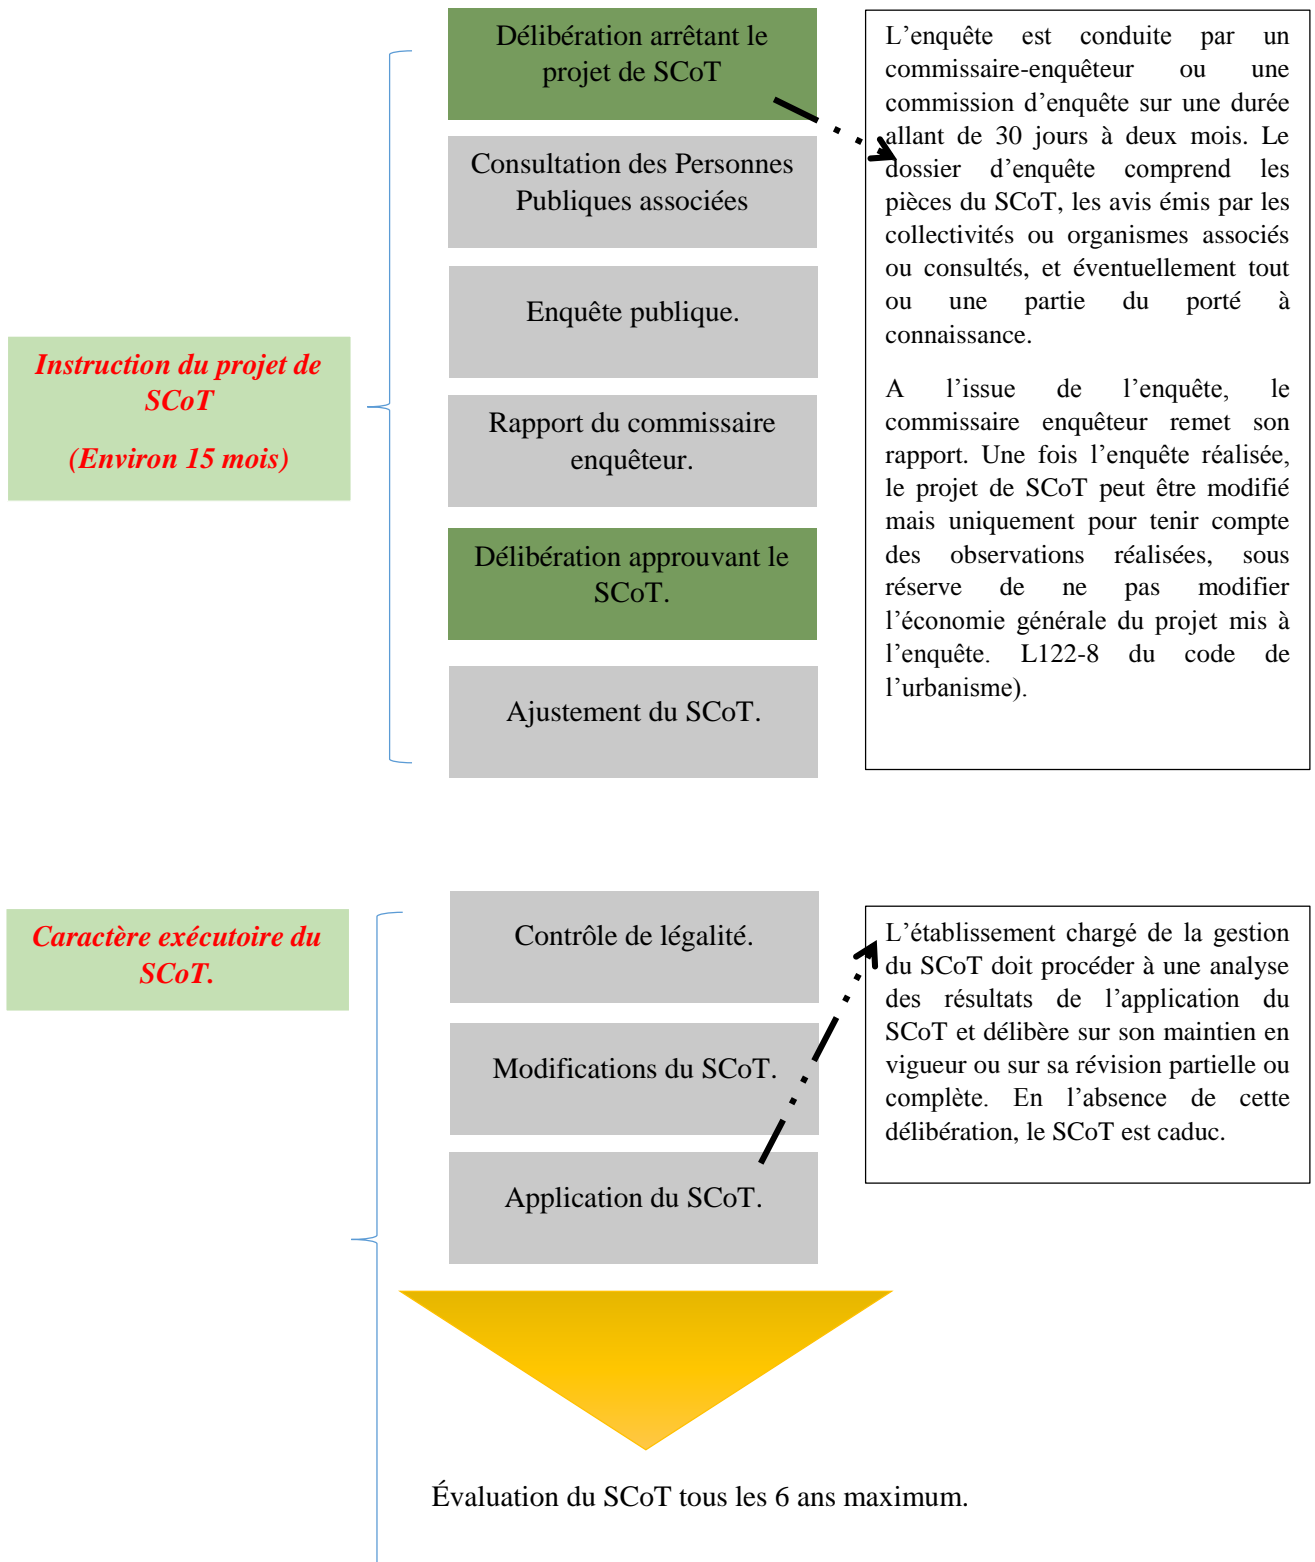 Délibération arrêtant le
projet de SCoT
Consultation des Personnes
Publiques associées
Enquête publique.
Instruction du projet de
SCoT
(Environ 15 mois)
Rapport du commissaire
enquêteur.
Délibération approuvant le
SCoT.
Ajustement du SCoT.
L’enquête est conduite par un
commissaire-enquêteur ou une
commission d’enquête sur une durée
allant de 30 jours à deux mois. Le
dossier d’enquête comprend les
pièces du SCoT, les avis émis par les
collectivités ou organismes associés
ou consultés, et éventuellement tout
ou une partie du porté à
connaissance.
A l’issue de l’enquête, le
commissaire enquêteur remet son
rapport. Une fois l’enquête réalisée,
le projet de SCoT peut être modifié
mais uniquement pour tenir compte
des observations réalisées, sous
réserve de ne pas modifier
l’économie générale du projet mis à
l’enquête. L122-8 du code de
l’urbanisme).
Caractère exécutoire du
SCoT.
Contrôle de légalité.
Modifications du SCoT.
Application du SCoT.
L’établissement chargé de la gestion
du SCoT doit procéder à une analyse
des résultats de l’application du
SCoT et délibère sur son maintien en
vigueur ou sur sa révision partielle ou
complète. En l’absence de cette
délibération, le SCoT est caduc.
Évaluation du SCoT tous les 6 ans maximum.